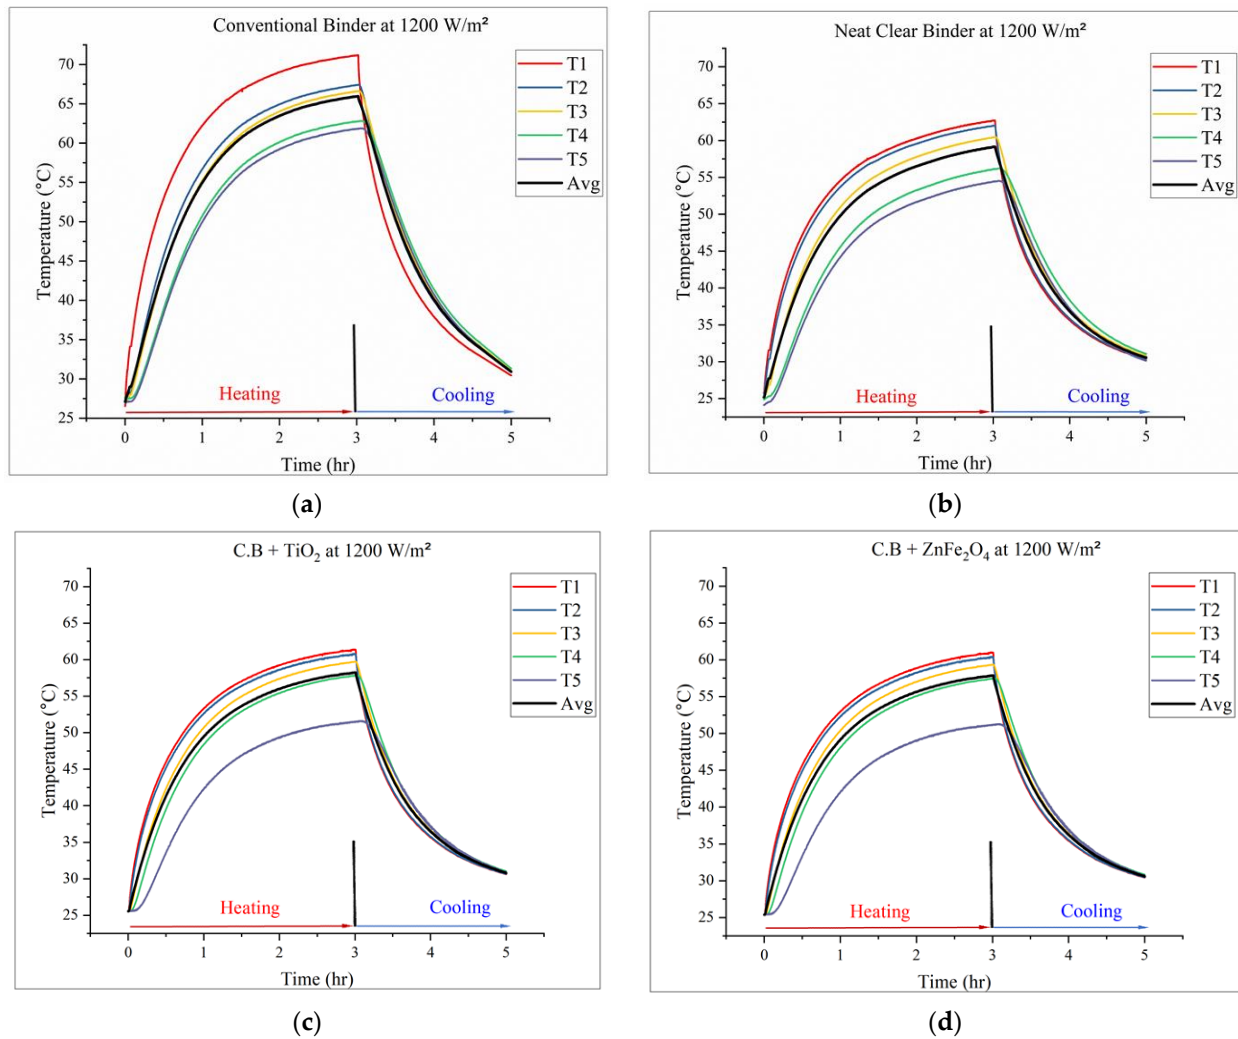 Conventional Binder at 1200 W/m²
70
65
60
55
50
45
40
35
30
25
Temperature (°C)
T1
T2
T3
T4
T5
Avg
Heating
Cooling
0 1 2 3 4 5
Time (hr)
(a)
Neat Clear Binder at 1200 W/m²
70
65
60
55
50
45
40
35
30
25
Temperature (°C)
T1
T2
T3
T4
T5
Avg
Heating
Cooling
0 1 2 3 4 5
Time (hr)
(b)
C.B + TiO₂ at 1200 W/m²
70
65
60
55
50
45
40
35
30
25
Temperature (°C)
T1
T2
T3
T4
T5
Avg
Heating
Cooling
0 1 2 3 4 5
Time (hr)
(c)
C.B + ZnFe₂O₄ at 1200 W/m²
70
65
60
55
50
45
40
35
30
25
Temperature (°C)
T1
T2
T3
T4
T5
Avg
Heating
Cooling
0 1 2 3 4 5
Time (hr)
(d)